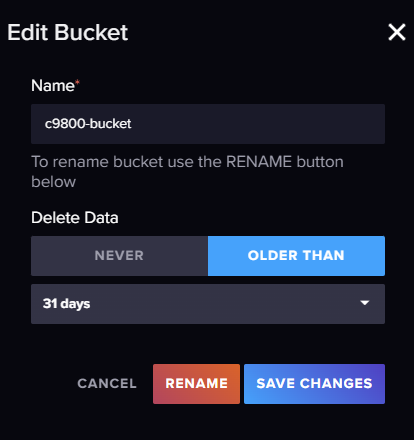 Edit Bucket
Name*
c9800-bucket
To rename bucket use the RENAME button
below
Delete Data
NEVER
OLDER THAN
31 days
CANCEL
RENAME
SAVE CHANGES